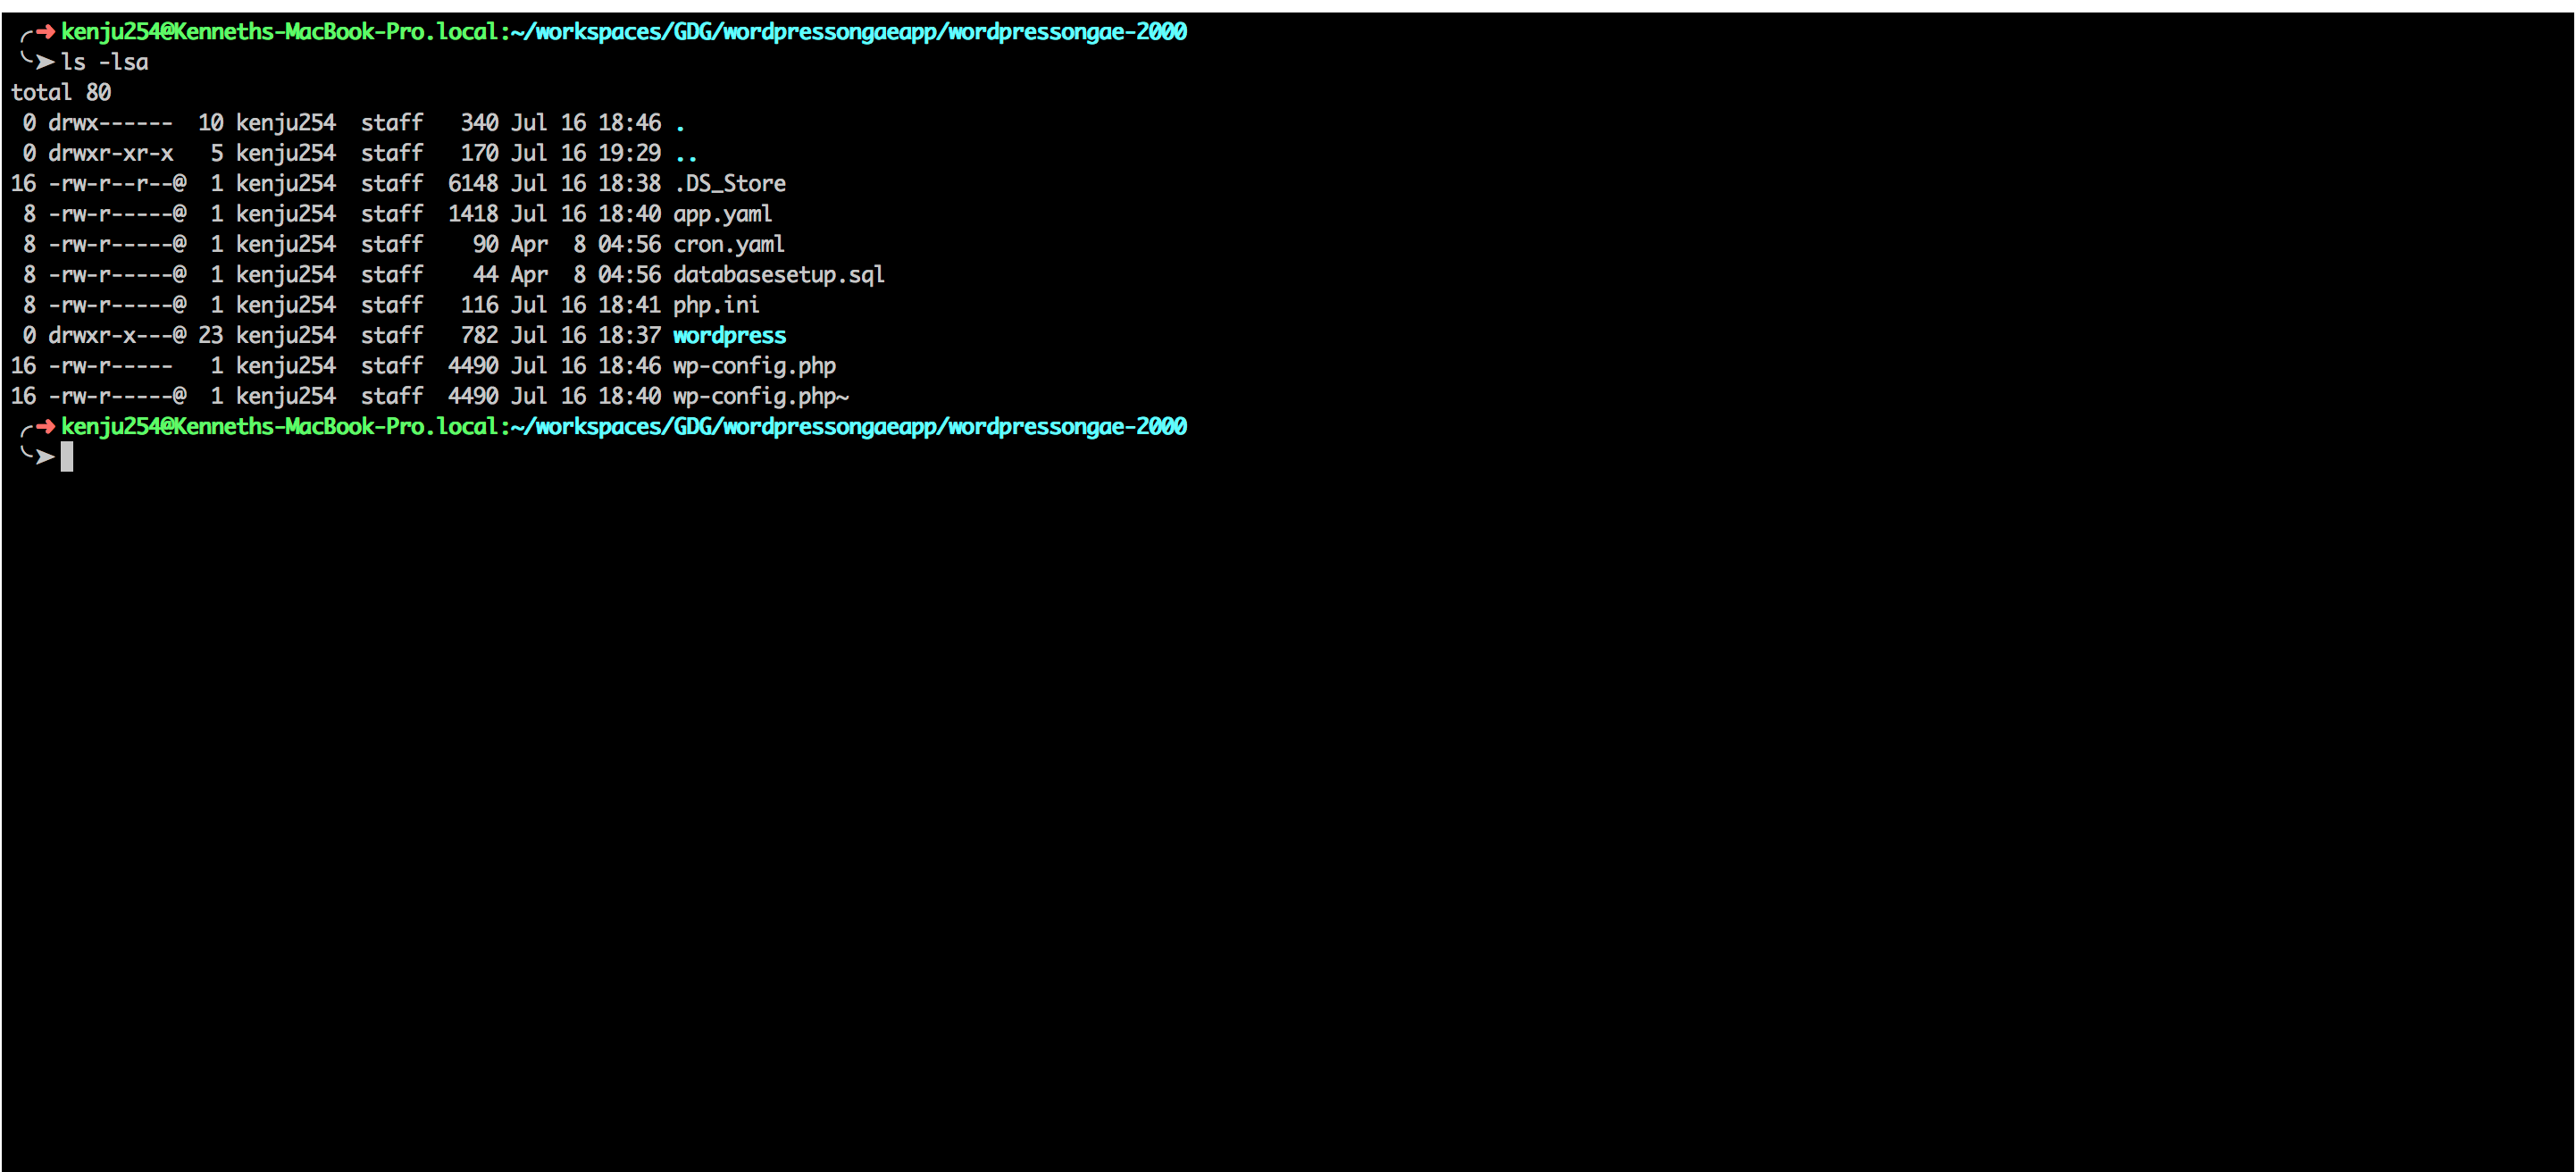 ╭─➜ kenju254@Kenneths-MacBook-Pro.local:~/workspaces/GDG/wordpressongaeapp/wordpressongae-2000
╰─➤ ls -lsa
total 80
 0 drwx------  10 kenju254  staff   340 Jul 16 18:46 .
 0 drwxr-xr-x   5 kenju254  staff   170 Jul 16 19:29 ..
16 -rw-r--r--@  1 kenju254  staff  6148 Jul 16 18:38 .DS_Store
 8 -rw-r-----@  1 kenju254  staff  1418 Jul 16 18:40 app.yaml
 8 -rw-r-----@  1 kenju254  staff    90 Apr  8 04:56 cron.yaml
 8 -rw-r-----@  1 kenju254  staff    44 Apr  8 04:56 databasesetup.sql
 8 -rw-r-----@  1 kenju254  staff   116 Jul 16 18:41 php.ini
 0 drwxr-x---@ 23 kenju254  staff   782 Jul 16 18:37 wordpress
16 -rw-r-----   1 kenju254  staff  4490 Jul 16 18:46 wp-config.php
16 -rw-r-----@  1 kenju254  staff  4490 Jul 16 18:40 wp-config.php~
╭─➜ kenju254@Kenneths-MacBook-Pro.local:~/workspaces/GDG/wordpressongaeapp/wordpressongae-2000
╰─➤